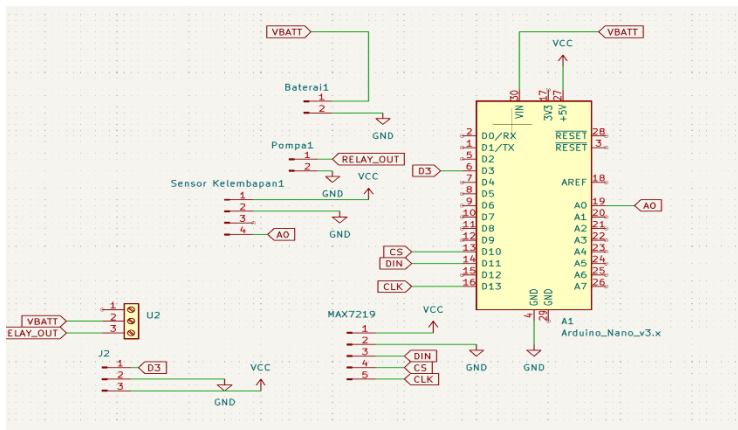 VBATT
Baterai1
1
2
GND
Pompa1
1
RELAY_OUT
2
GND
Sensor Kelembapan1
VCC
1
2
GND
3
4
A0
VBATT
VCC
30
17
27
VIN
3V3
+5V
2 D0/RX
1 D1/TX
5 D2
D3 6 D3
7 D4
8 D5
9 D6
10 D7
11 D8
12 D9
CS 13 D10
DIN 14 D11
15 D12
CLK 16 D13
RESET 28
RESET 3
AREF 18
A0 19 A0
A1 20
A2 21
A3 22
A4 23
A5 24
A6 25
A7 26
GND
GND
4
29
GND
A1
Arduino_Nano_v3.x
MAX7219
VCC
1
2
GND
3 DIN
4 CS
5 CLK
1
VBATT 2
ELAY_OUT 3
U2
J2
1 D3
2
GND
3
VCC